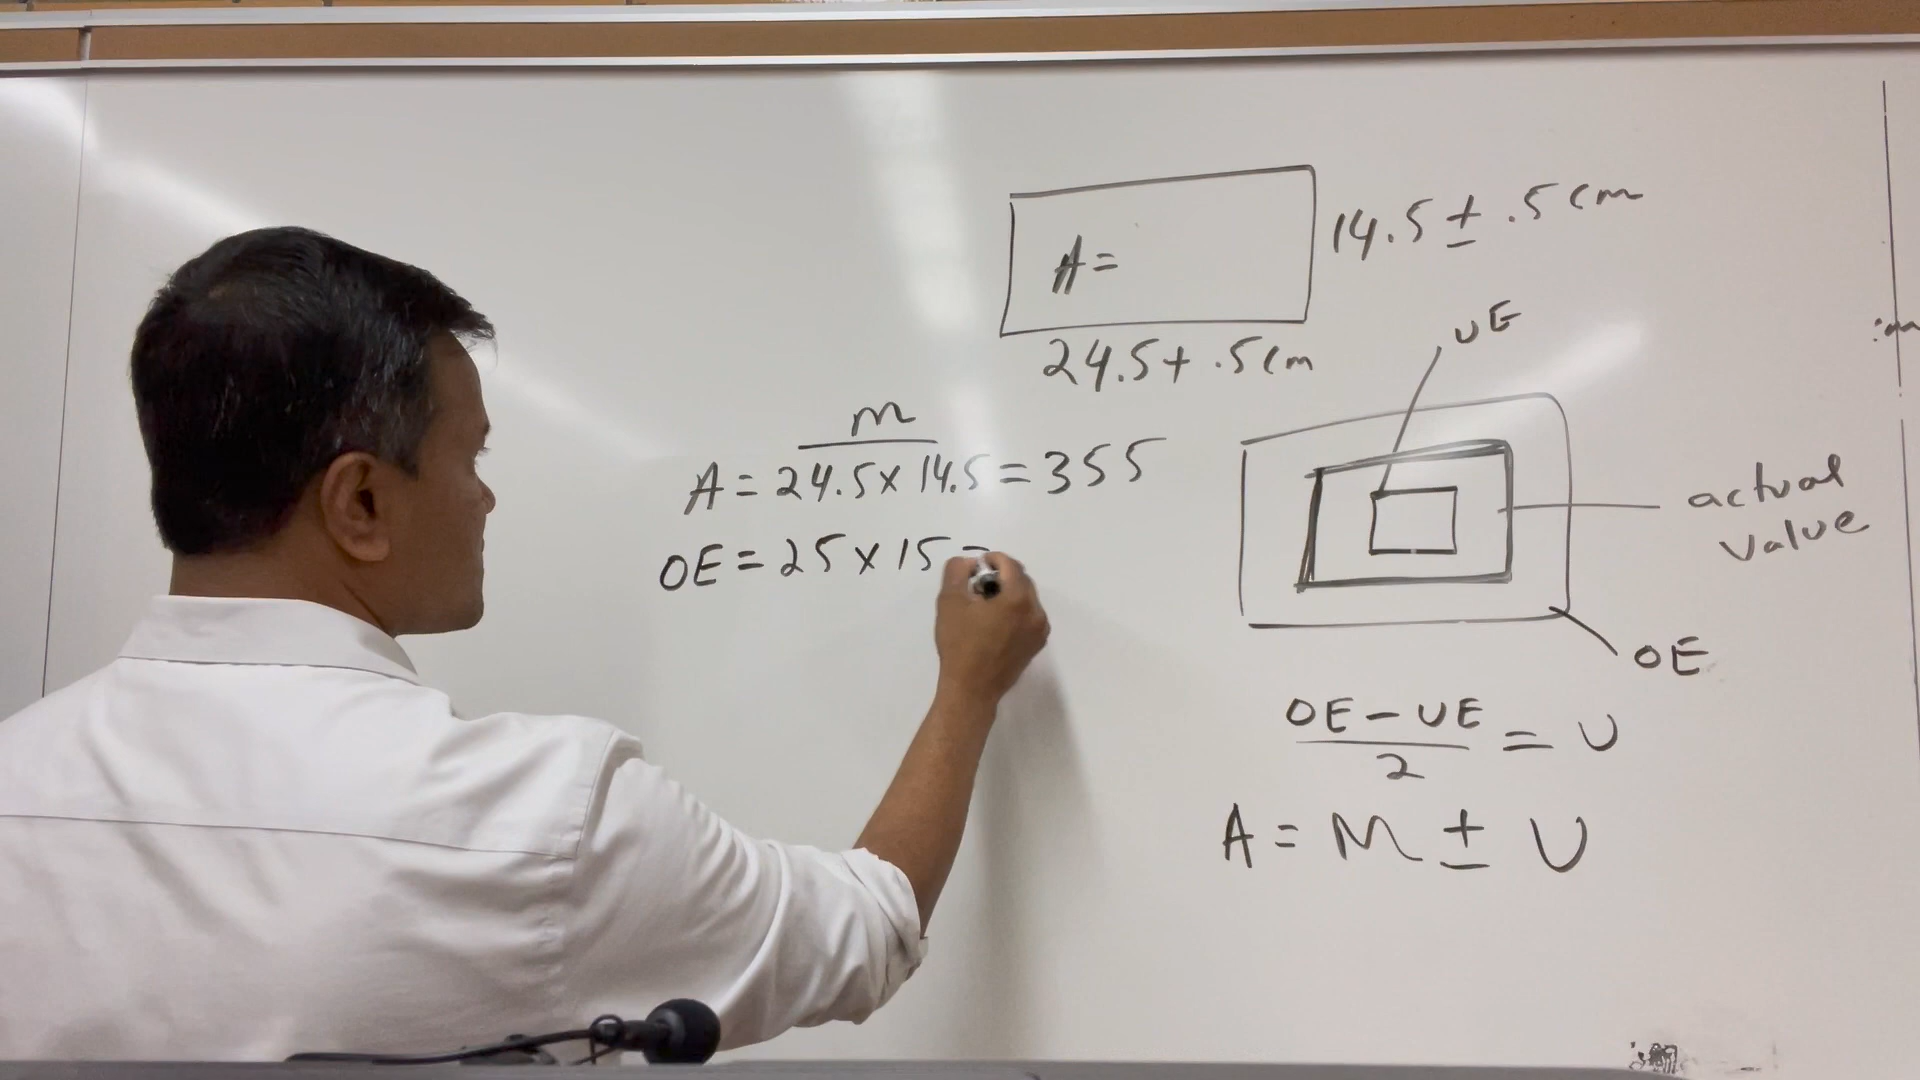 A=
14.5 ± .5 cm
24.5 + .5 cm
UE
m
A = 24.5 x 14.5 = 355
actual
value
OE = 25 x 15 =
OE
OE - UE
2
= U
A = M ± U